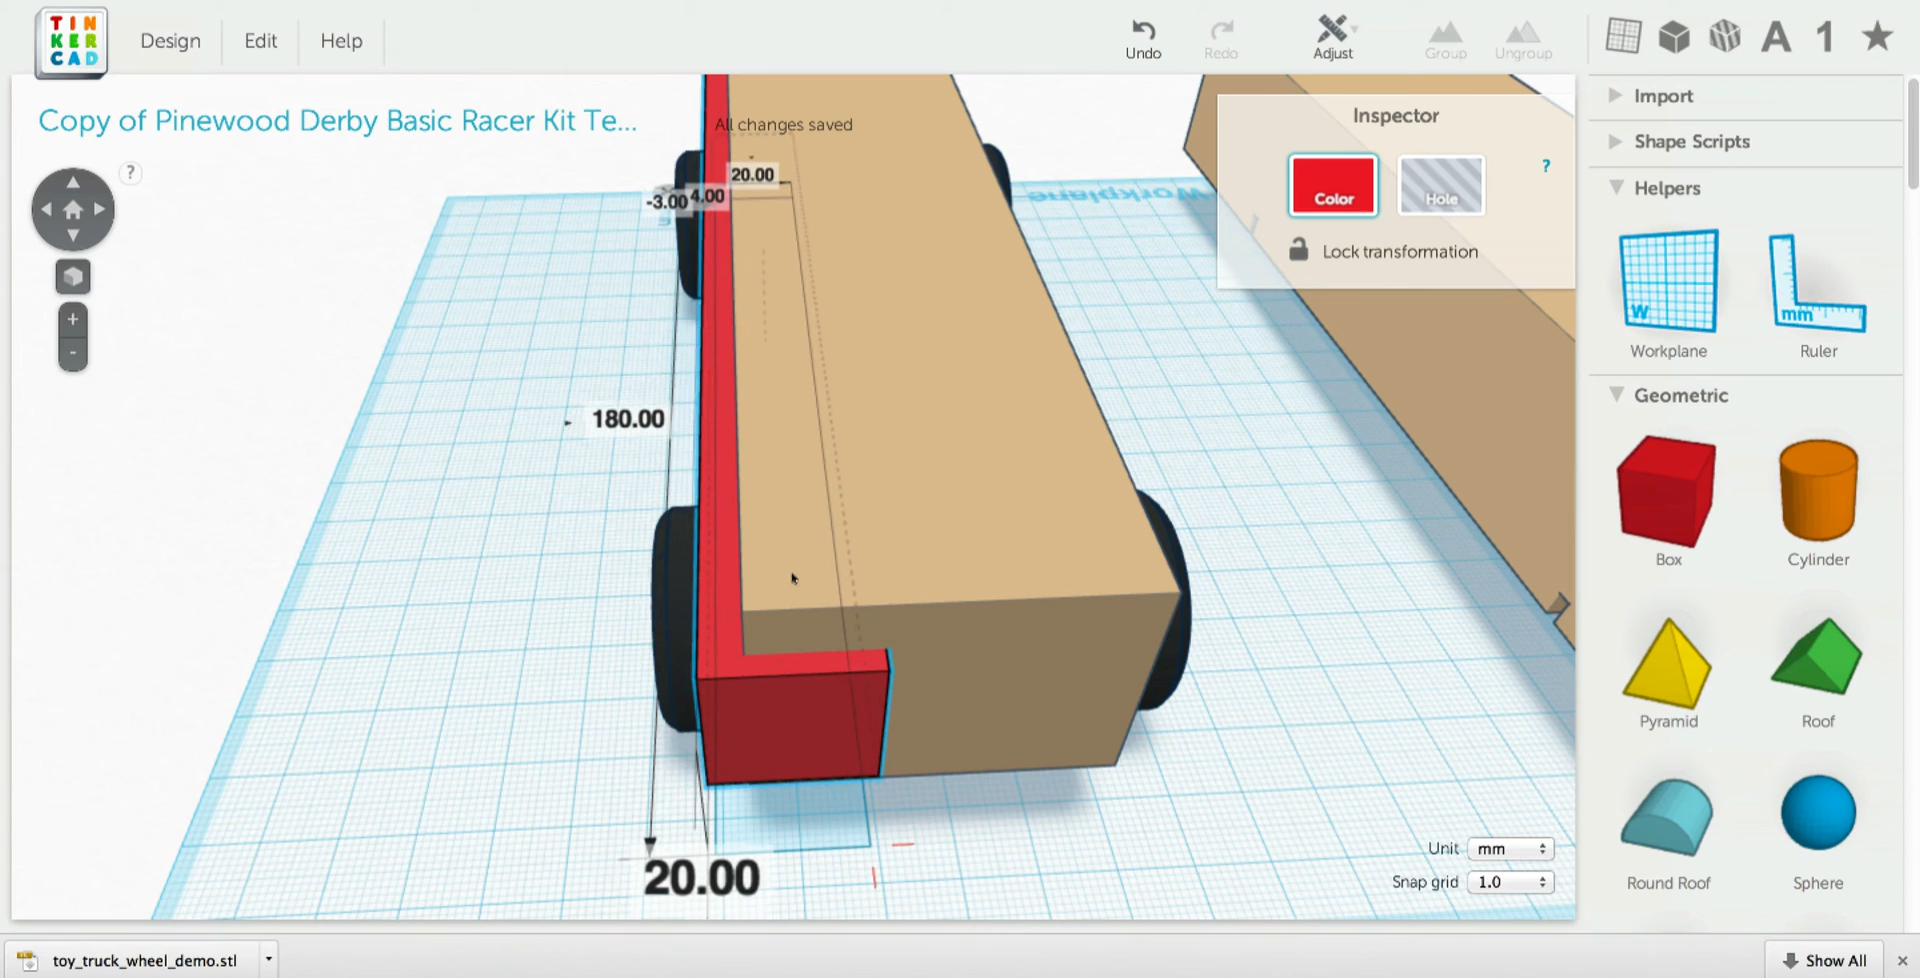 TIN
KER
CAD
Design
Edit
Help
Undo
Redo
Adjust
Group
Ungroup
A
1
Copy of Pinewood Derby Basic Racer Kit Te...
All changes saved
?
+
-
20.00
-3.00
4.00
180.00
20.00
Workplane
Inspector
Color
Hole
?
Lock transformation
Unit
mm
Snap grid
1.0
Import
Shape Scripts
Helpers
W
Workplane
mm
Ruler
Geometric
Box
Cylinder
Pyramid
Roof
Round Roof
Sphere
toy_truck_wheel_demo.stl
Show All